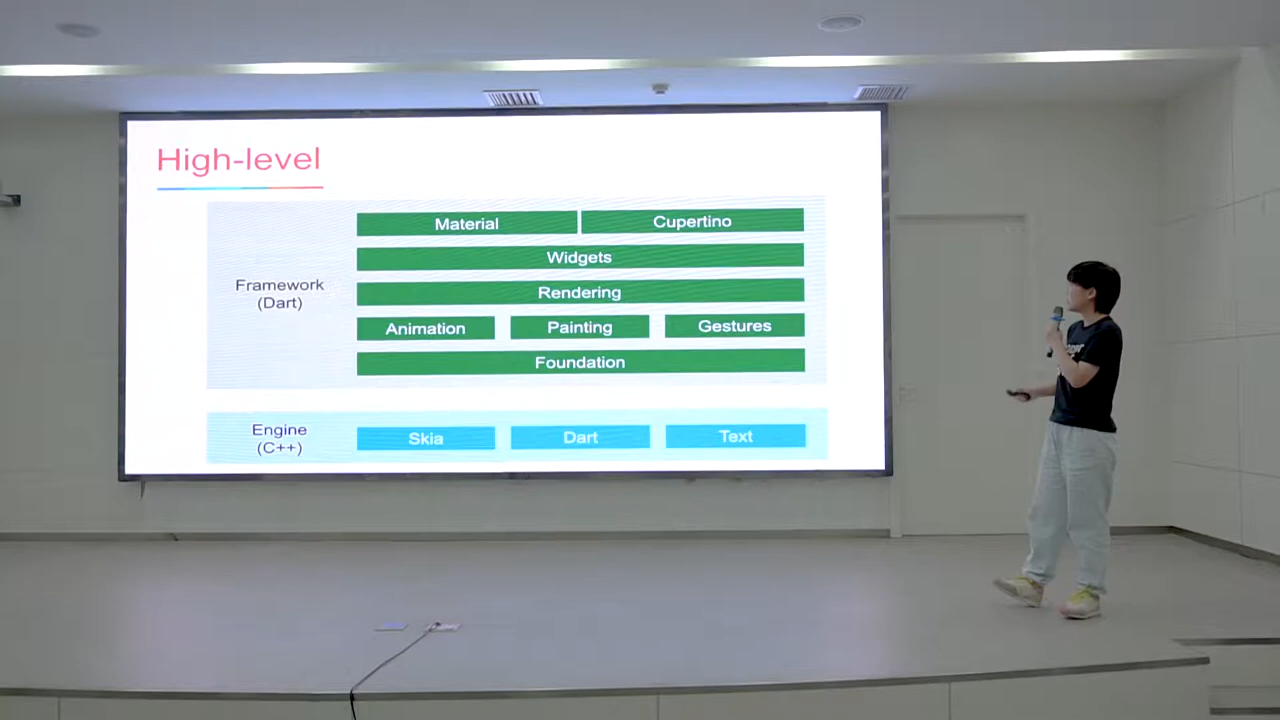 High-level
Material
Cupertino
Widgets
Framework
(Dart)
Rendering
Animation
Painting
Gestures
Foundation
Engine
(C++)
Skia
Dart
Text